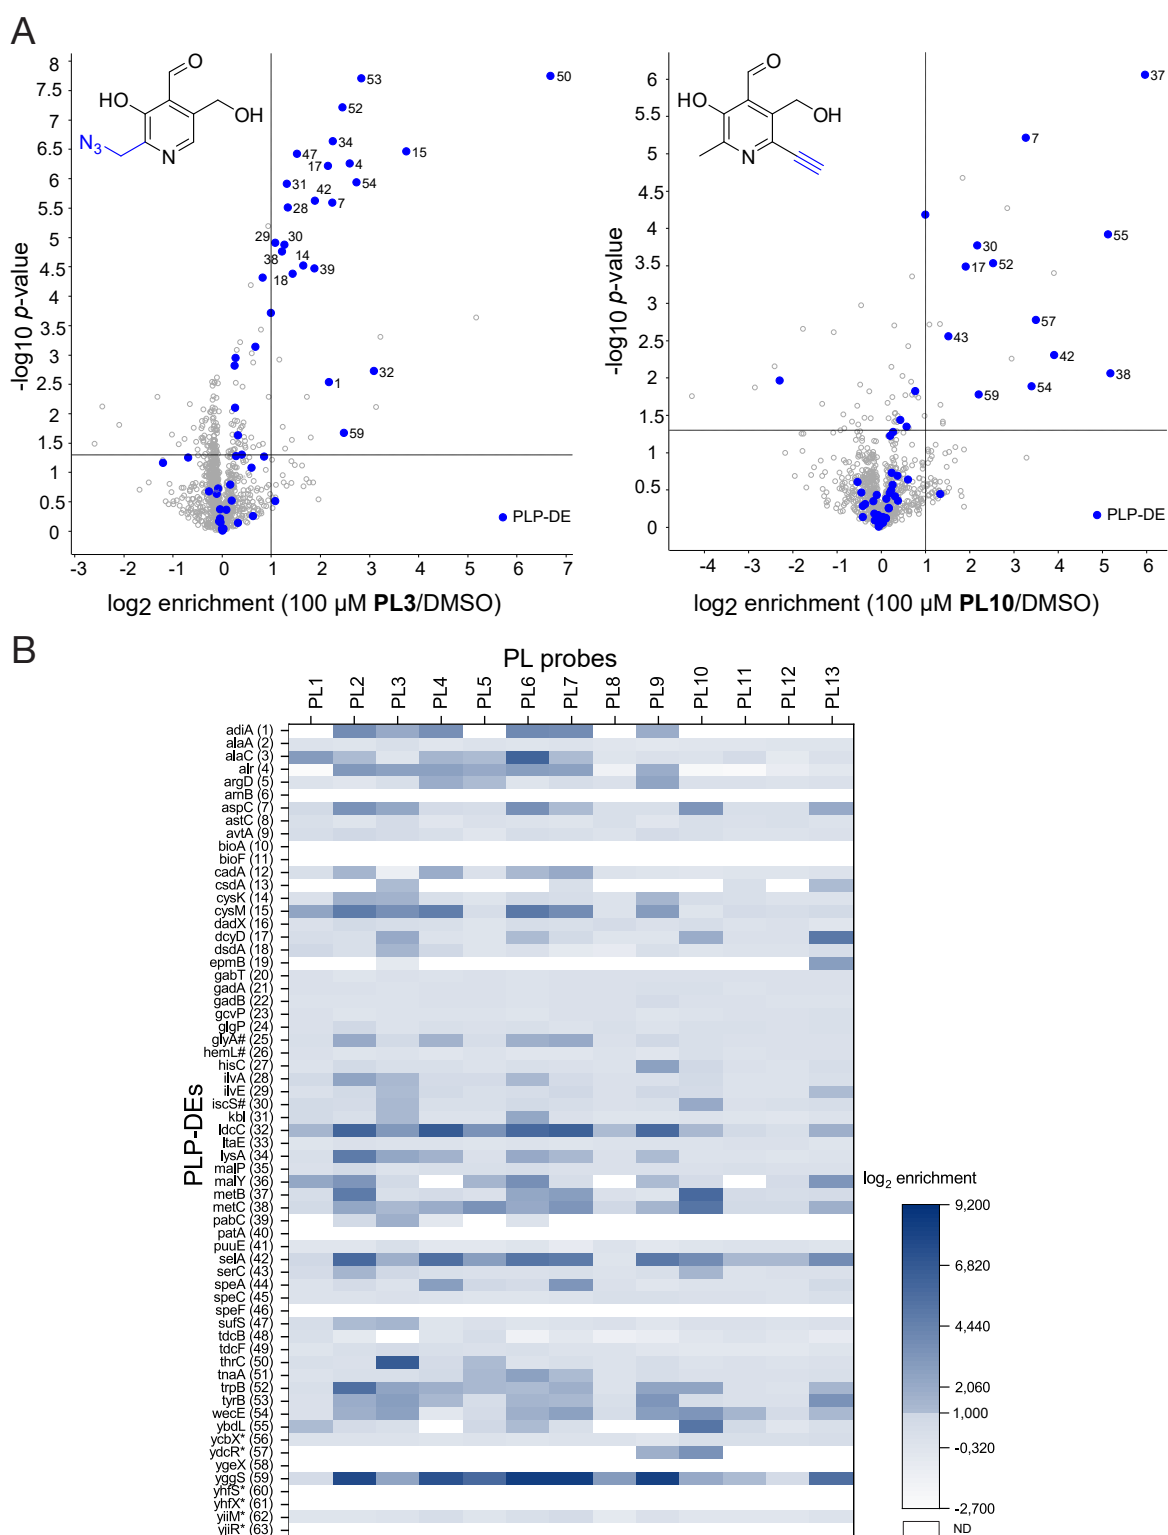 A
8
7.5
7
6.5
6
5.5
5
4.5
4
3.5
3
2.5
2
1.5
1
0.5
0
-log10 p-value
-3 -2 -1 0 1 2 3 4 5 6 7
log2 enrichment (100 µM PL3/DMSO)
O
HO
OH
N3
N
53
50
52
34
47
15
17
4
54
31
42
7
28
29
30
38
14
39
18
32
1
59
PLP-DE
6
5.5
5
4.5
4
3.5
3
2.5
2
1.5
1
0.5
0
-log10 p-value
-4 -3 -2 -1 0 1 2 3 4 5 6
log2 enrichment (100 µM PL10/DMSO)
O
HO
OH
N
37
7
55
30
17
52
57
43
42
38
54
59
PLP-DE
B
PL probes
PL1 PL2 PL3 PL4 PL5 PL6 PL7 PL8 PL9 PL10 PL11 PL12 PL13
PLP-DEs
adiA (1)
alaA (2)
alaC (3)
alr (4)
argD (5)
arnB (6)
aspC (7)
astC (8)
avtA (9)
bioA (10)
bioF (11)
cadA (12)
csdA (13)
cysK (14)
cysM (15)
dadX (16)
dcyD (17)
dsdA (18)
epmB (19)
gabT (20)
gadA (21)
gadB (22)
gcvP (23)
glgP (24)
glyA# (25)
hemL# (26)
hisC (27)
ilvA (28)
ilvE (29)
iscS# (30)
kbl (31)
ldcC (32)
ltaE (33)
lysA (34)
malP (35)
malY (36)
metB (37)
metC (38)
pabC (39)
patA (40)
puuE (41)
selA (42)
serC (43)
speA (44)
speC (45)
speF (46)
sufS (47)
tdcB (48)
tdcF (49)
thrC (50)
tnaA (51)
trpB (52)
tyrB (53)
wecE (54)
ybdL (55)
ycbX* (56)
ydcR* (57)
ygeX (58)
yggS (59)
yhfS* (60)
yhfX* (61)
yiiM* (62)
yjiR* (63)
log2 enrichment
9,200
6,820
4,440
2,060
1,000
-0,320
-2,700
ND